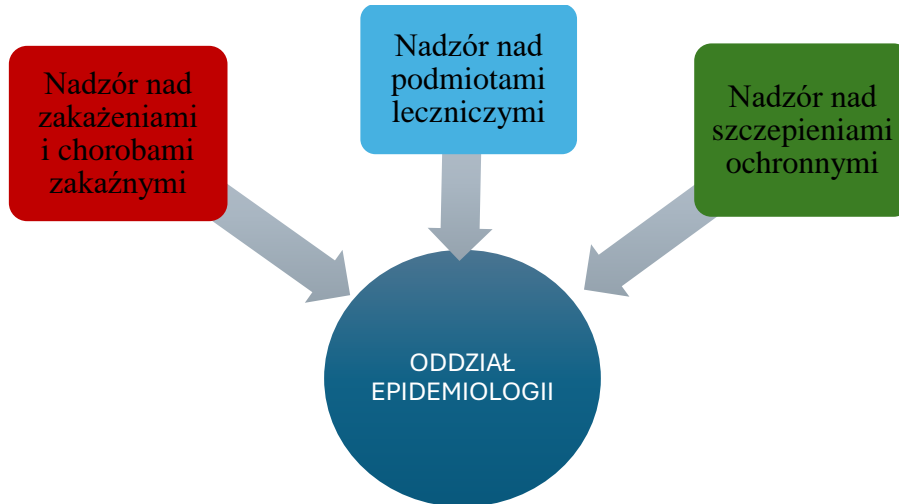 Nadzór nad
zakażeniami
i chorobami
zakaźnymi
Nadzór nad
podmiotami
leczniczymi
Nadzór nad
szczepieniami
ochronnymi
ODDZIAŁ
EPIDEMIOLOGII